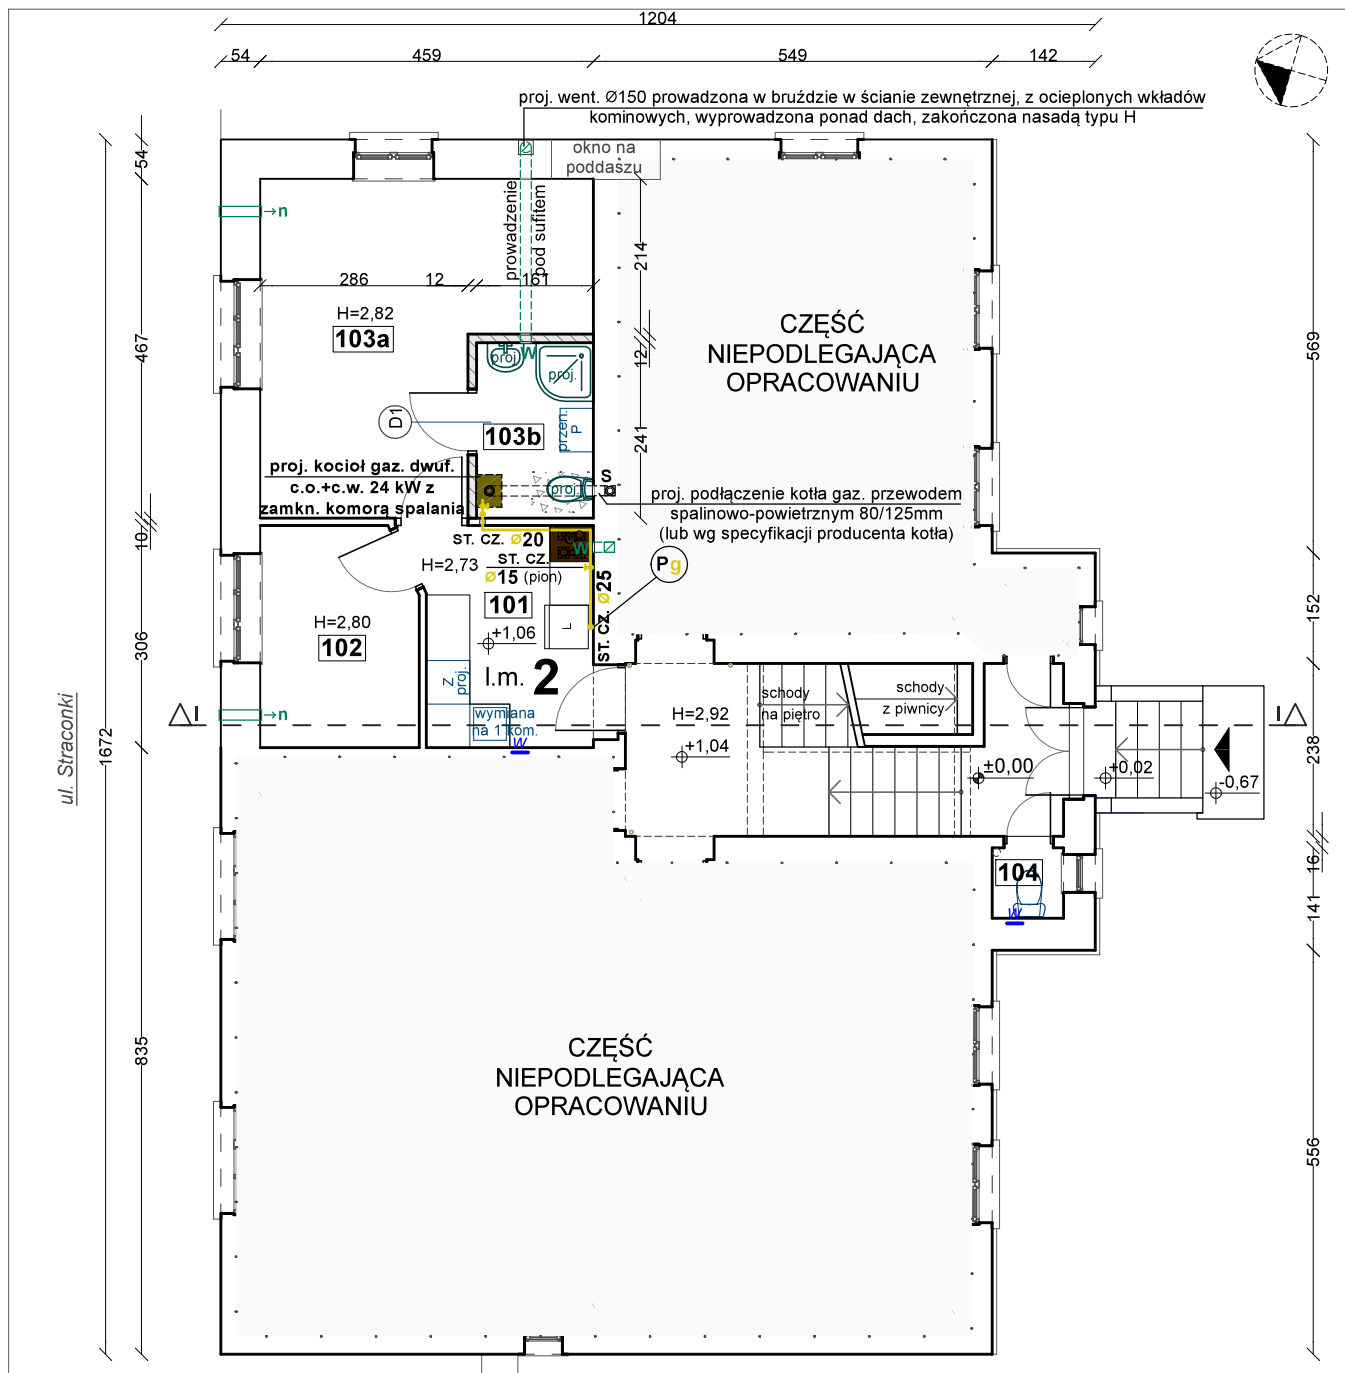 1204
54
459
549
142
proj. went. Ø150 prowadzona w bruździe w ścianie zewnętrznej, z ocieplonych wkładów
kominowych, wyprowadzona ponad dach, zakończona nasadą typu H
okno na
poddaszu
54
n
prowadzenie
pod sufitem
214
286
12
161
H=2,82
103a
467
569
CZĘŚĆ
NIEPODLEGAJĄCA
OPRACOWANIU
proj.
W
proj.
12
D1
103b
przen.
P
241
proj. kocioł gaz. dwuf.
c.o.+c.w. 24 kW z
zamkn. komorą spalania
proj.
S
proj. podłączenie kotła gaz. przewodem
spalinowo-powietrznym 80/125mm
(lub wg specyfikacji producenta kotła)
10
ST. CZ. Ø20
W
H=2,73
ST. CZ.
Ø15 (pion)
ST. CZ. Ø25
Pg
101
L
+1,06
H=2,80
102
306
152
Z
proj.
l.m. 2
wymiana
na 1 kom.
W
n
I
I
ul. Straconki
1672
H=2,92
+1,04
schody
na piętro
schody
z piwnicy
±0,00
+0,02
-0,67
238
16
104
W
141
835
556
CZĘŚĆ
NIEPODLEGAJĄCA
OPRACOWANIU